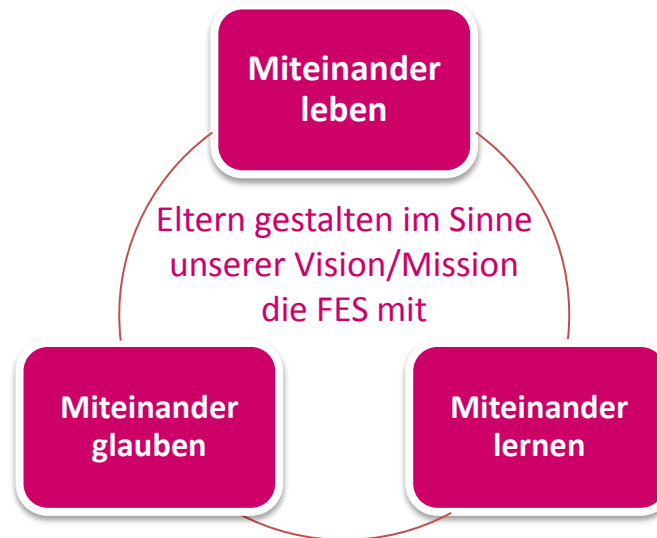 Miteinander
leben
Eltern gestalten im Sinne
unserer Vision/Mission
die FES mit
Miteinander
glauben
Miteinander
lernen